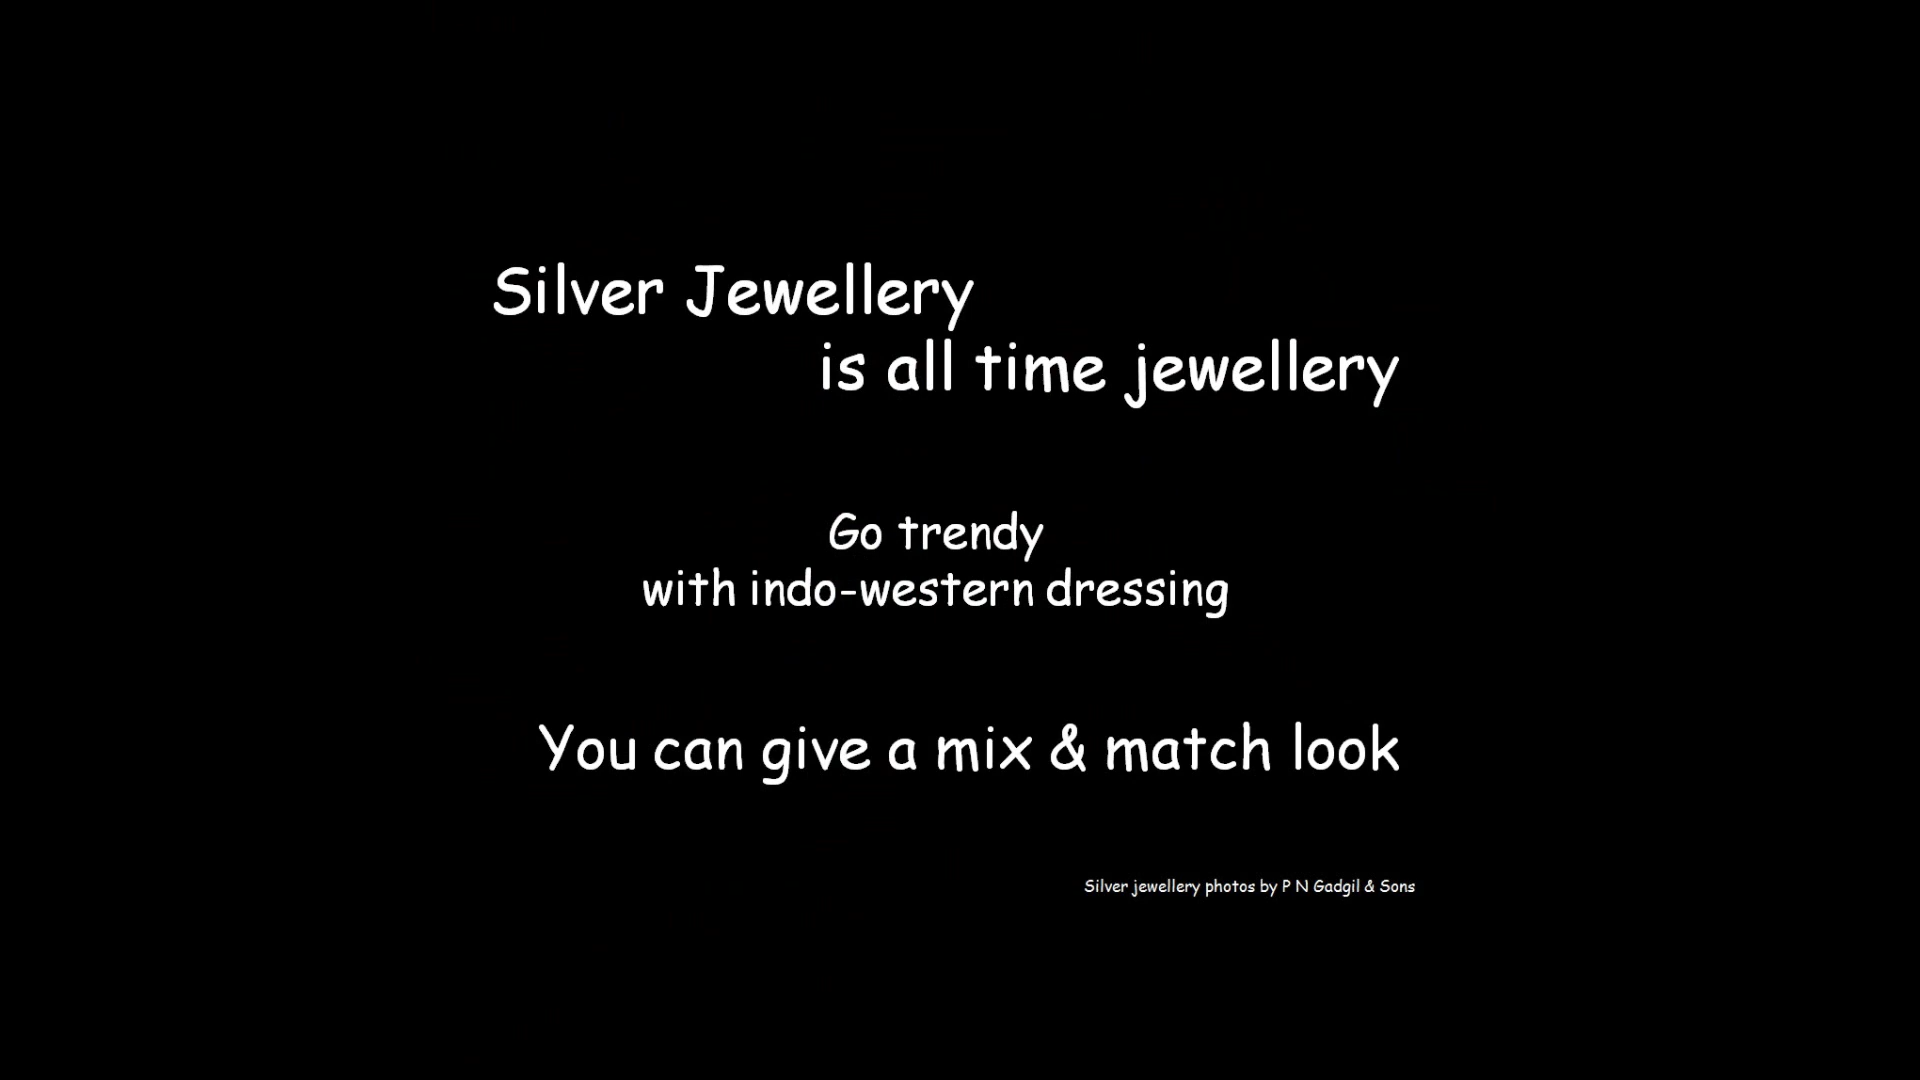 Silver Jewellery
is all time jewellery
Go trendy
with indo-western dressing
You can give a mix & match look
Silver jewellery photos by P N Gadgil & Sons